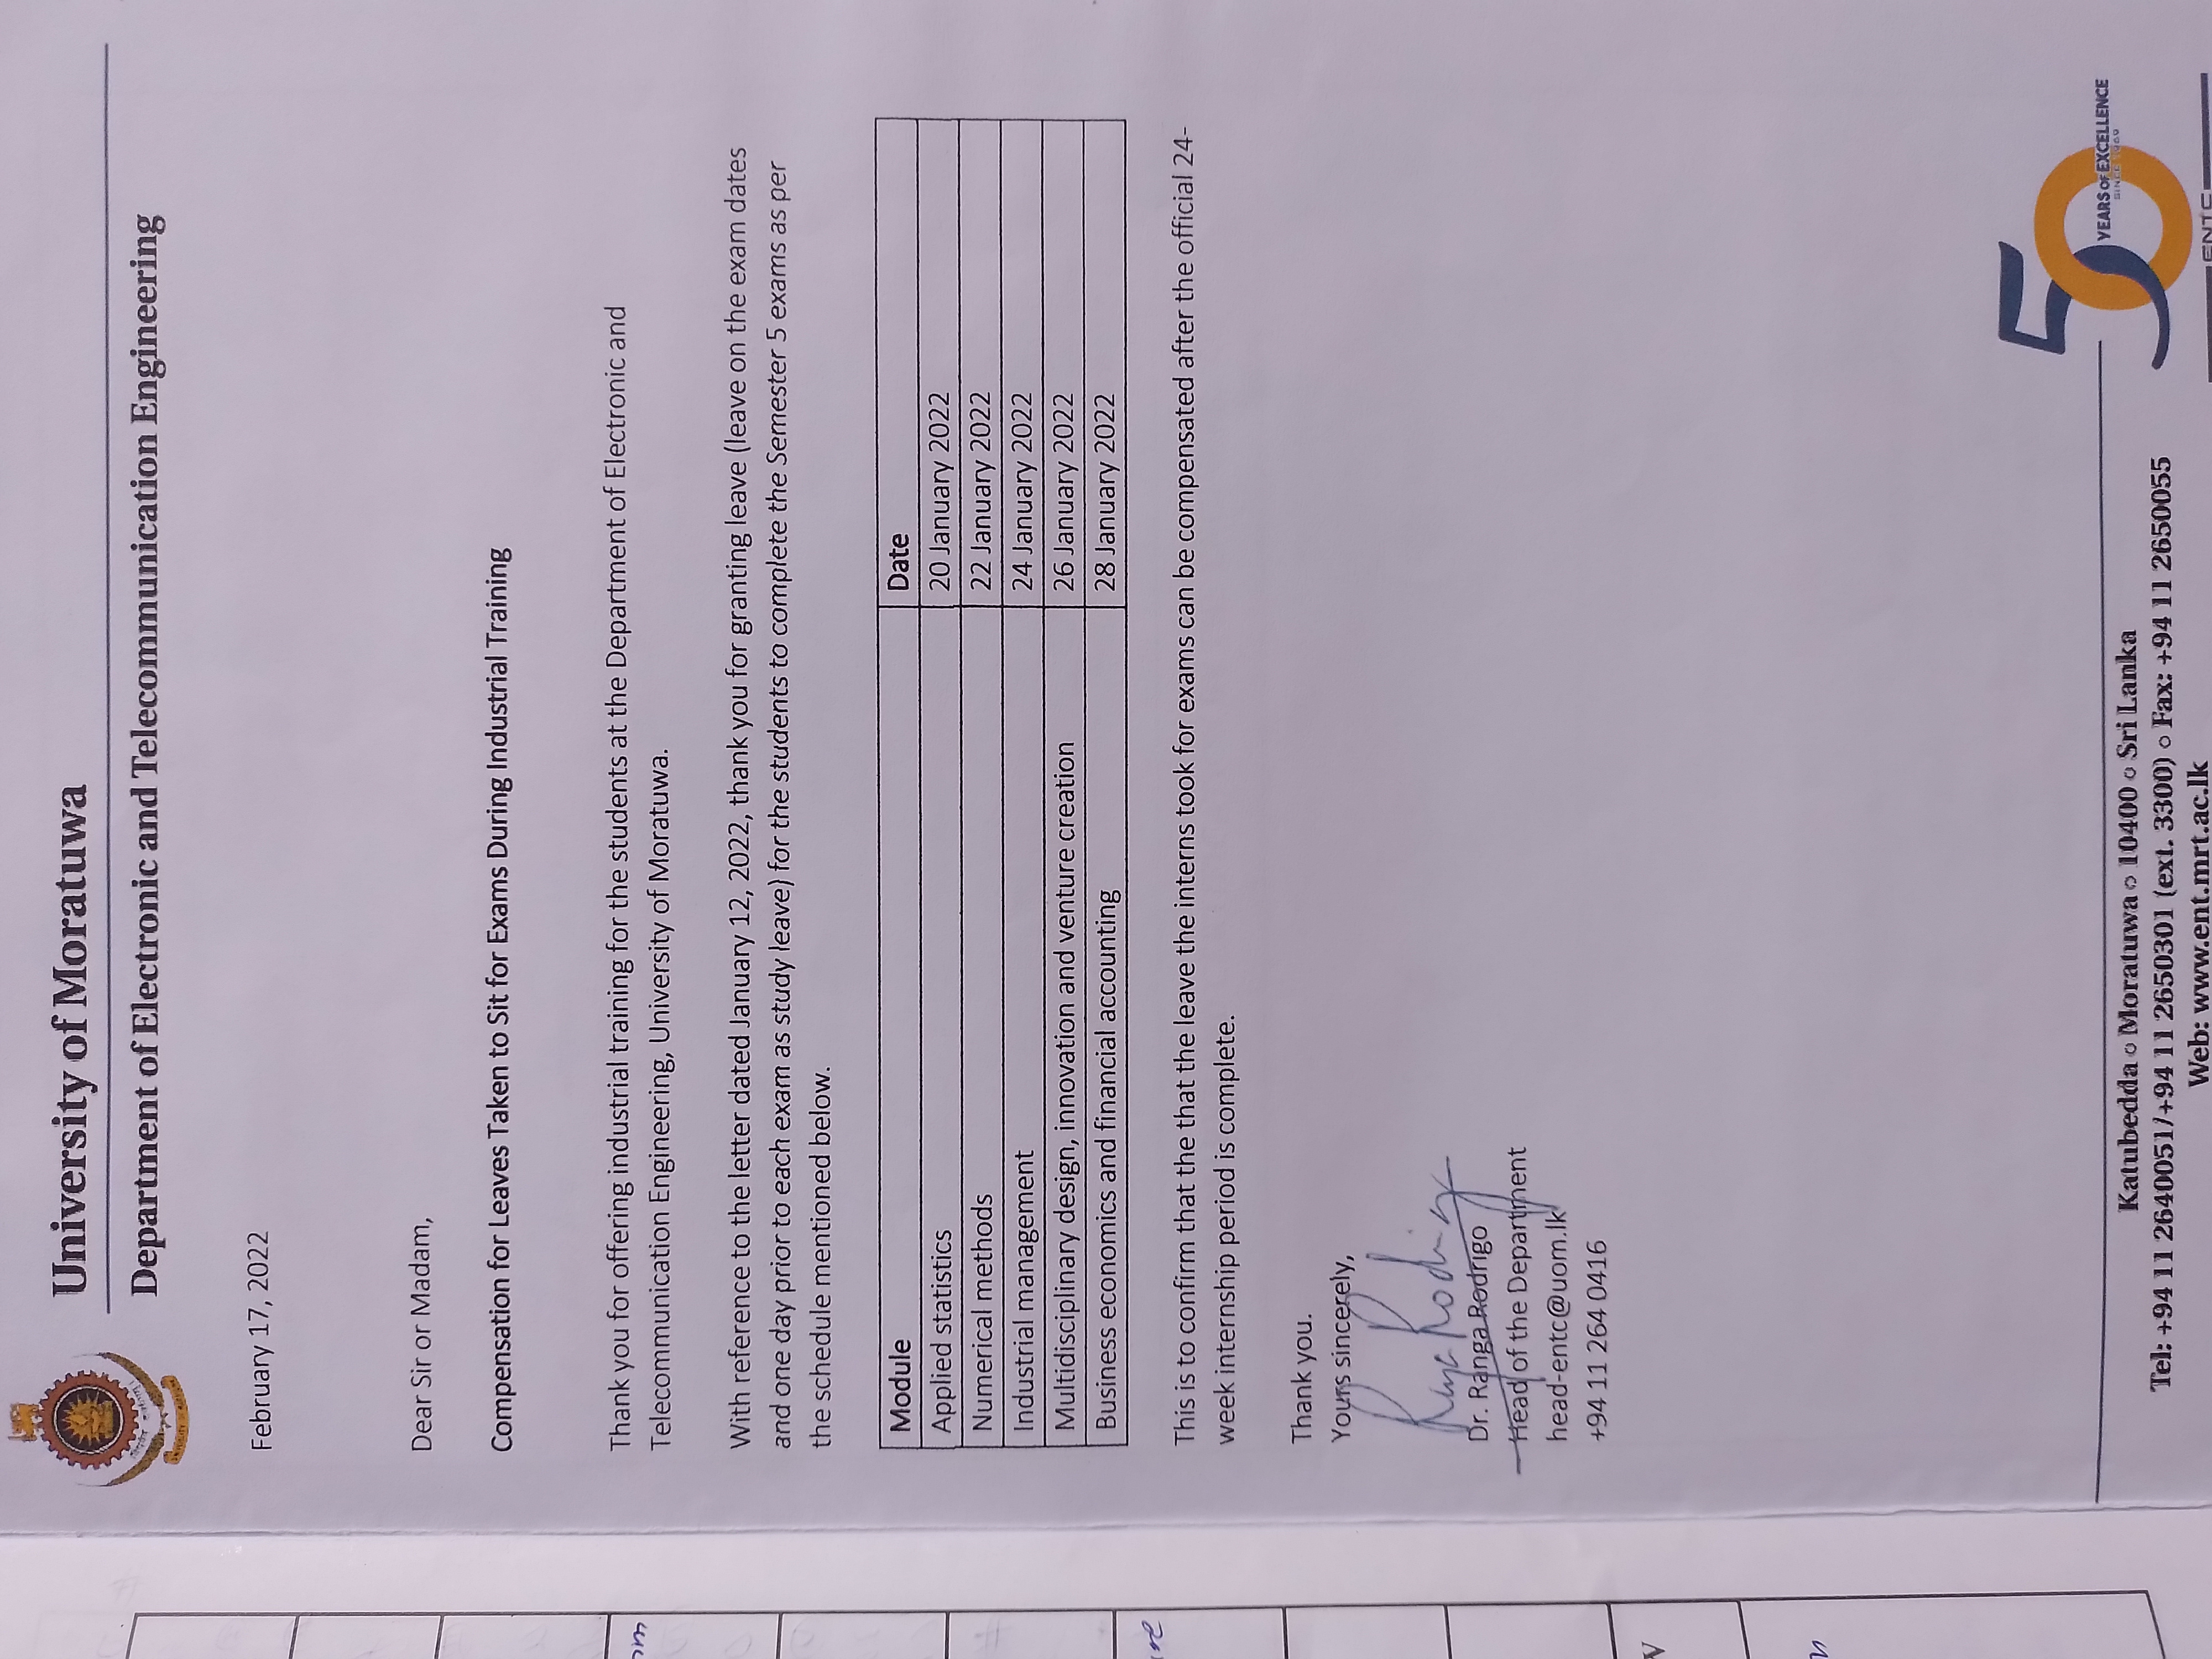 University of Moratuwa
Department of Electronic and Telecommunication Engineering
February 17, 2022
Dear Sir or Madam,
Compensation for Leaves Taken to Sit for Exams During Industrial Training
Thank you for offering industrial training for the students at the Department of Electronic and
Telecommunication Engineering, University of Moratuwa.
With reference to the letter dated January 12, 2022, thank you for granting leave (leave on the exam dates
and one day prior to each exam as study leave) for the students to complete the Semester 5 exams as per
the schedule mentioned below.
Module Date
Applied statistics 20 January 2022
Numerical methods 22 January 2022
Industrial management 24 January 2022
Multidisciplinary design, innovation and venture creation 26 January 2022
Business economics and financial accounting 28 January 2022
This is to confirm that the that the leave the interns took for exams can be compensated after the official 24-
week internship period is complete.
Thank you.
Yours sincerely,
Dr. Ranga Rodrigo
Head of the Department
head-entc@uom.lk
+94 11 264 0416
50
YEARS OF EXCELLENCE
ENTC
Katubedda o Moratuwa o 10400 o Sri Lanka
Tel: +94 11 2640051/+94 11 2650301 (ext. 3300) o Fax: +94 11 2650055
Web: www.ent.mrt.ac.lk